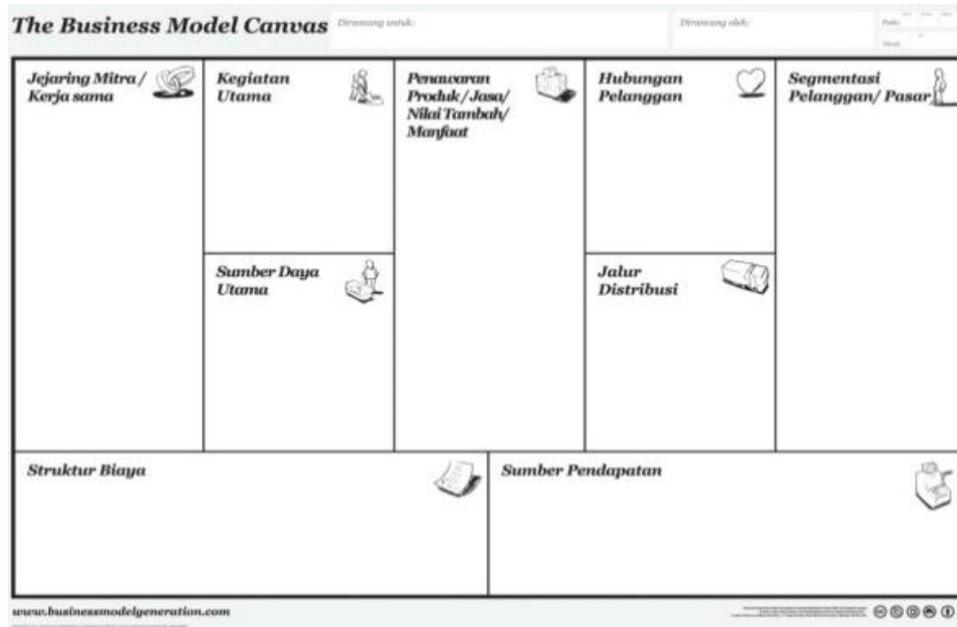 The Business Model Canvas
Dirancang untuk:
Dirancang oleh:
Jejaring Mitra /
Kerja sama
Kegiatan
Utama
Penawaran
Produk / Jasa/
Nilai Tambah/
Manfaat
Hubungan
Pelanggan
Segmentasi
Pelanggan/ Pasar
Sumber Daya
Utama
Jalur
Distribusi
Struktur Biaya
Sumber Pendapatan
www.businessmodelgeneration.com